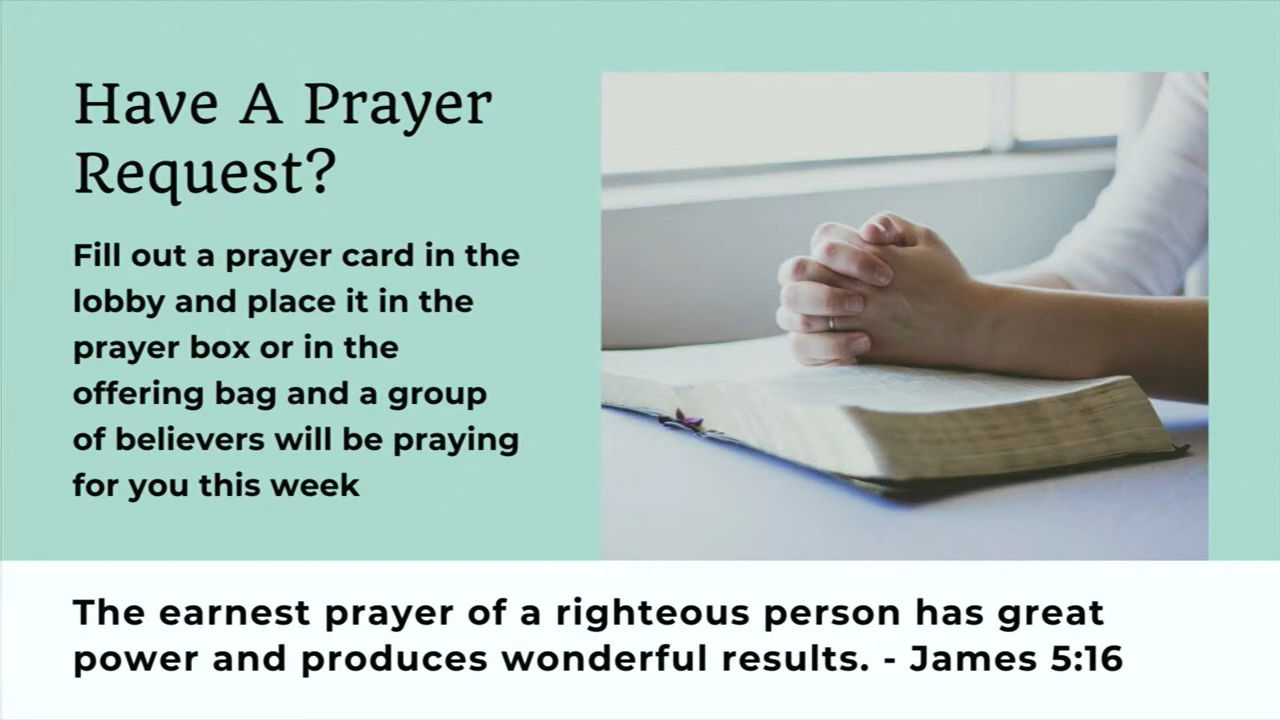 Have A Prayer
Request?
Fill out a prayer card in the
lobby and place it in the
prayer box or in the
offering bag and a group
of believers will be praying
for you this week
The earnest prayer of a righteous person has great
power and produces wonderful results. - James 5:16